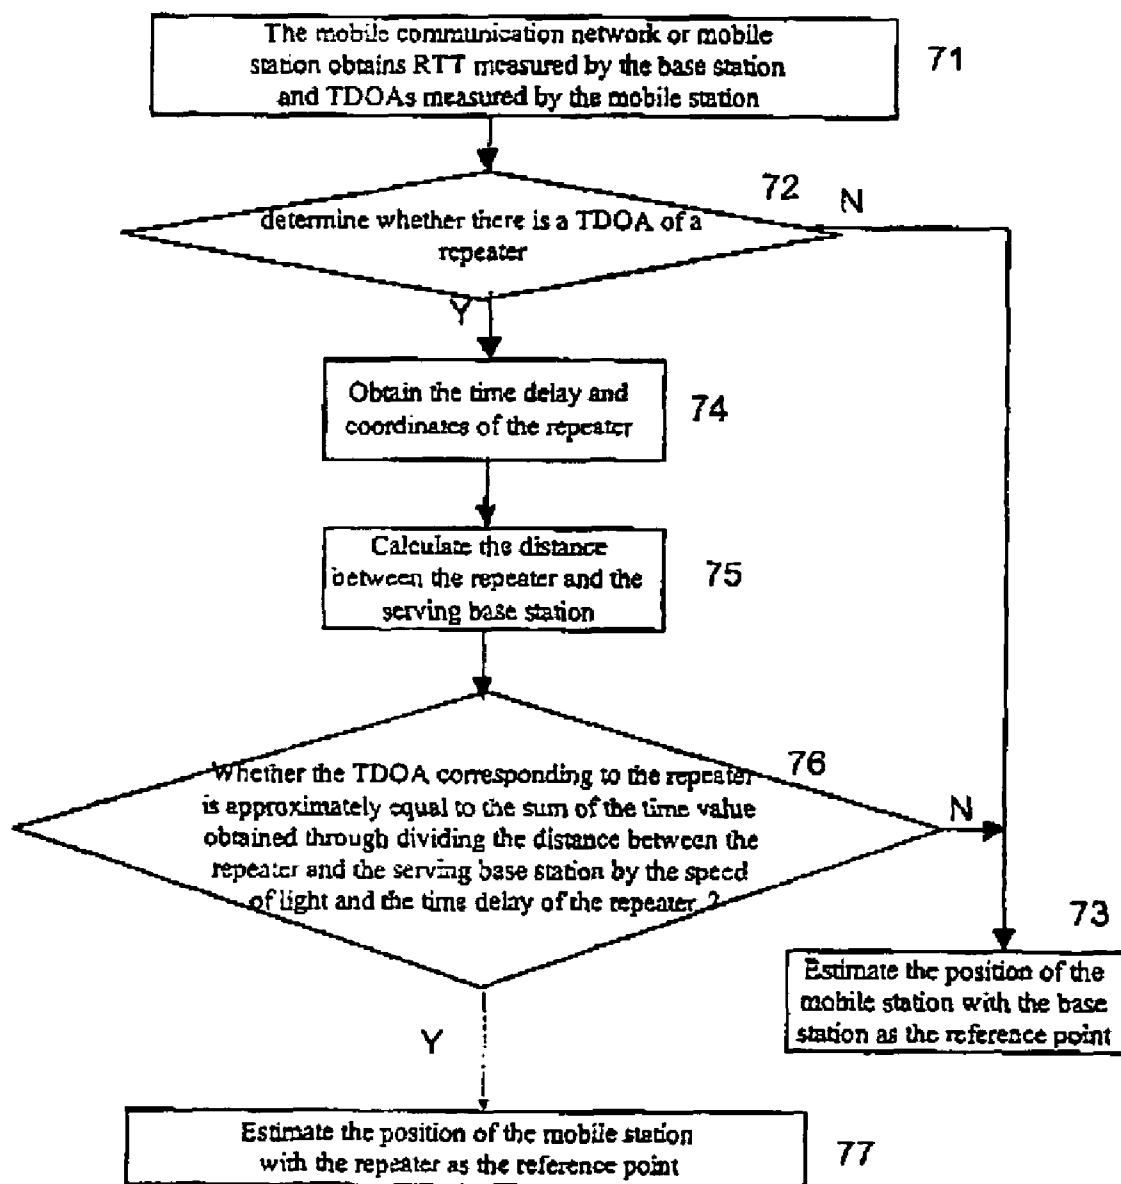 The mobile communication network or mobile
station obtains RTT measured by the base station
and TDOAs measured by the mobile station
71
72
N
determine whether there is a TDOA of a
repeater
Y
Obtain the time delay and
coordinates of the repeater
74
Calculate the distance
between the repeater and the
serving base station
75
76
Whether the TDOA corresponding to the repeater
is approximately equal to the sum of the time value
obtained through dividing the distance between the
repeater and the serving base station by the speed
of light and the time delay of the repeater ?
N
73
Estimate the position of the
mobile station with the base
station as the reference point
Y
Estimate the position of the mobile station
with the repeater as the reference point
77